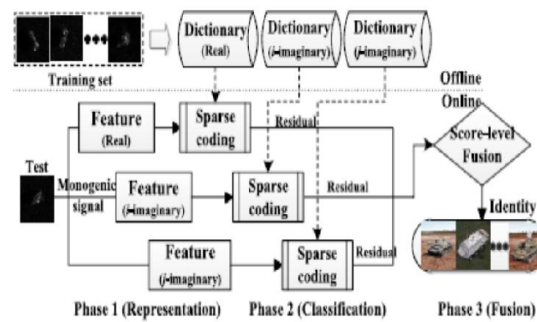 Dictionary
(Real)
Dictionary
(i-imaginary)
Dictionary
(j-imaginary)
Training set
Offline
Online
Feature
(Real)
Sparse
coding
Residual
Score-level
Fusion
Test
Monogenic
signal
Feature
(i-imaginary)
Sparse
coding
Residual
Identity
Feature
(j-imaginary)
Sparse
coding
Residual
Phase 1 (Representation)
Phase 2 (Classification)
Phase 3 (Fusion)